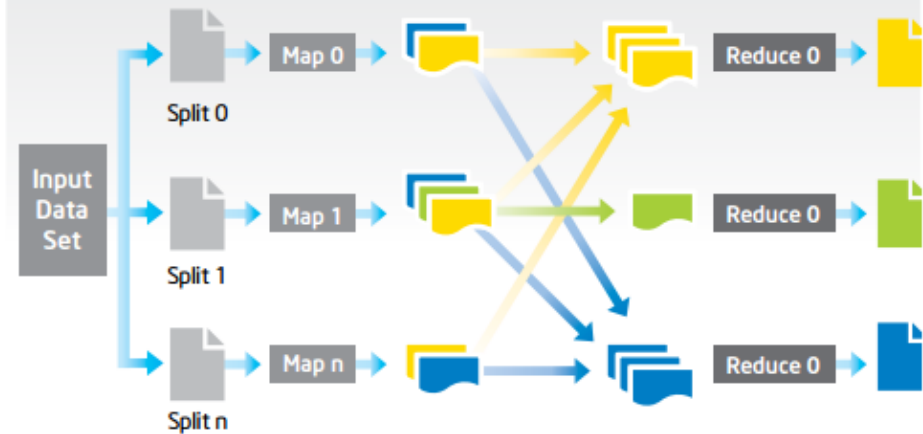 Split 0
Map 0
Reduce 0
Input
Data
Set
Split 1
Map 1
Reduce 0
Split n
Map n
Reduce 0